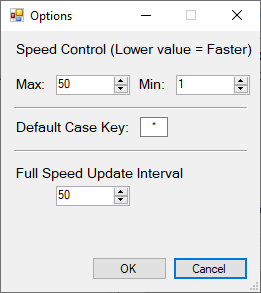 Options
Speed Control (Lower value = Faster)
Max: 50 Min: 1
Default Case Key: *
Full Speed Update Interval
50
OK Cancel